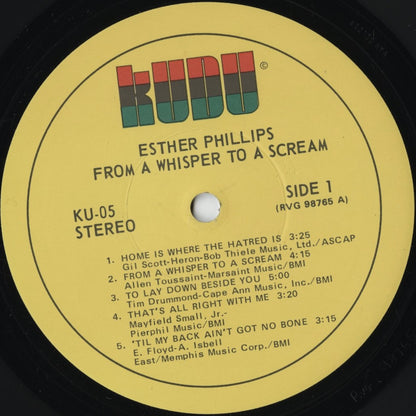 KUDU ©
ESTHER PHILLIPS
FROM A WHISPER TO A SCREAM
KU-05
STEREO
SIDE 1
(RVG 98765 A)
1. HOME IS WHERE THE HATRED IS 3:25
Gil Scott-Heron-Bob Thiele Music, Ltd./ASCAP
2. FROM A WHISPER TO A SCREAM 4:15
Allen Toussaint-Marsaint Music/BMI
3. TO LAY DOWN BESIDE YOU 5:00
Tim Drummond-Cape Ann Music, Inc./BMI
4. THAT'S ALL RIGHT WITH ME 3:20
Mayfield Small, Jr.-
Pierphil Music/BMI
5. 'TIL MY BACK AIN'T GOT NO BONE 3:15
E. Floyd-A. Isbell
East/Memphis Music Corp./BMI